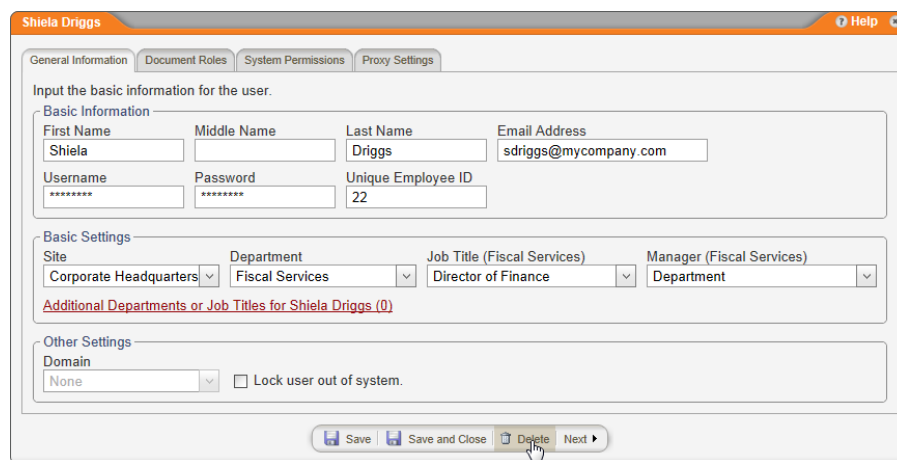 Shiela Driggs Help
General Information Document Roles System Permissions Proxy Settings
Input the basic information for the user.
Basic Information
First Name Middle Name Last Name Email Address
Shiela Driggs sdriggs@mycompany.com
Username Password Unique Employee ID
******** ******** 22
Basic Settings
Site Department Job Title (Fiscal Services) Manager (Fiscal Services)
Corporate Headquarters Fiscal Services Director of Finance Department
Additional Departments or Job Titles for Shiela Driggs (0)
Other Settings
Domain
None Lock user out of system.
Save Save and Close Delete Next